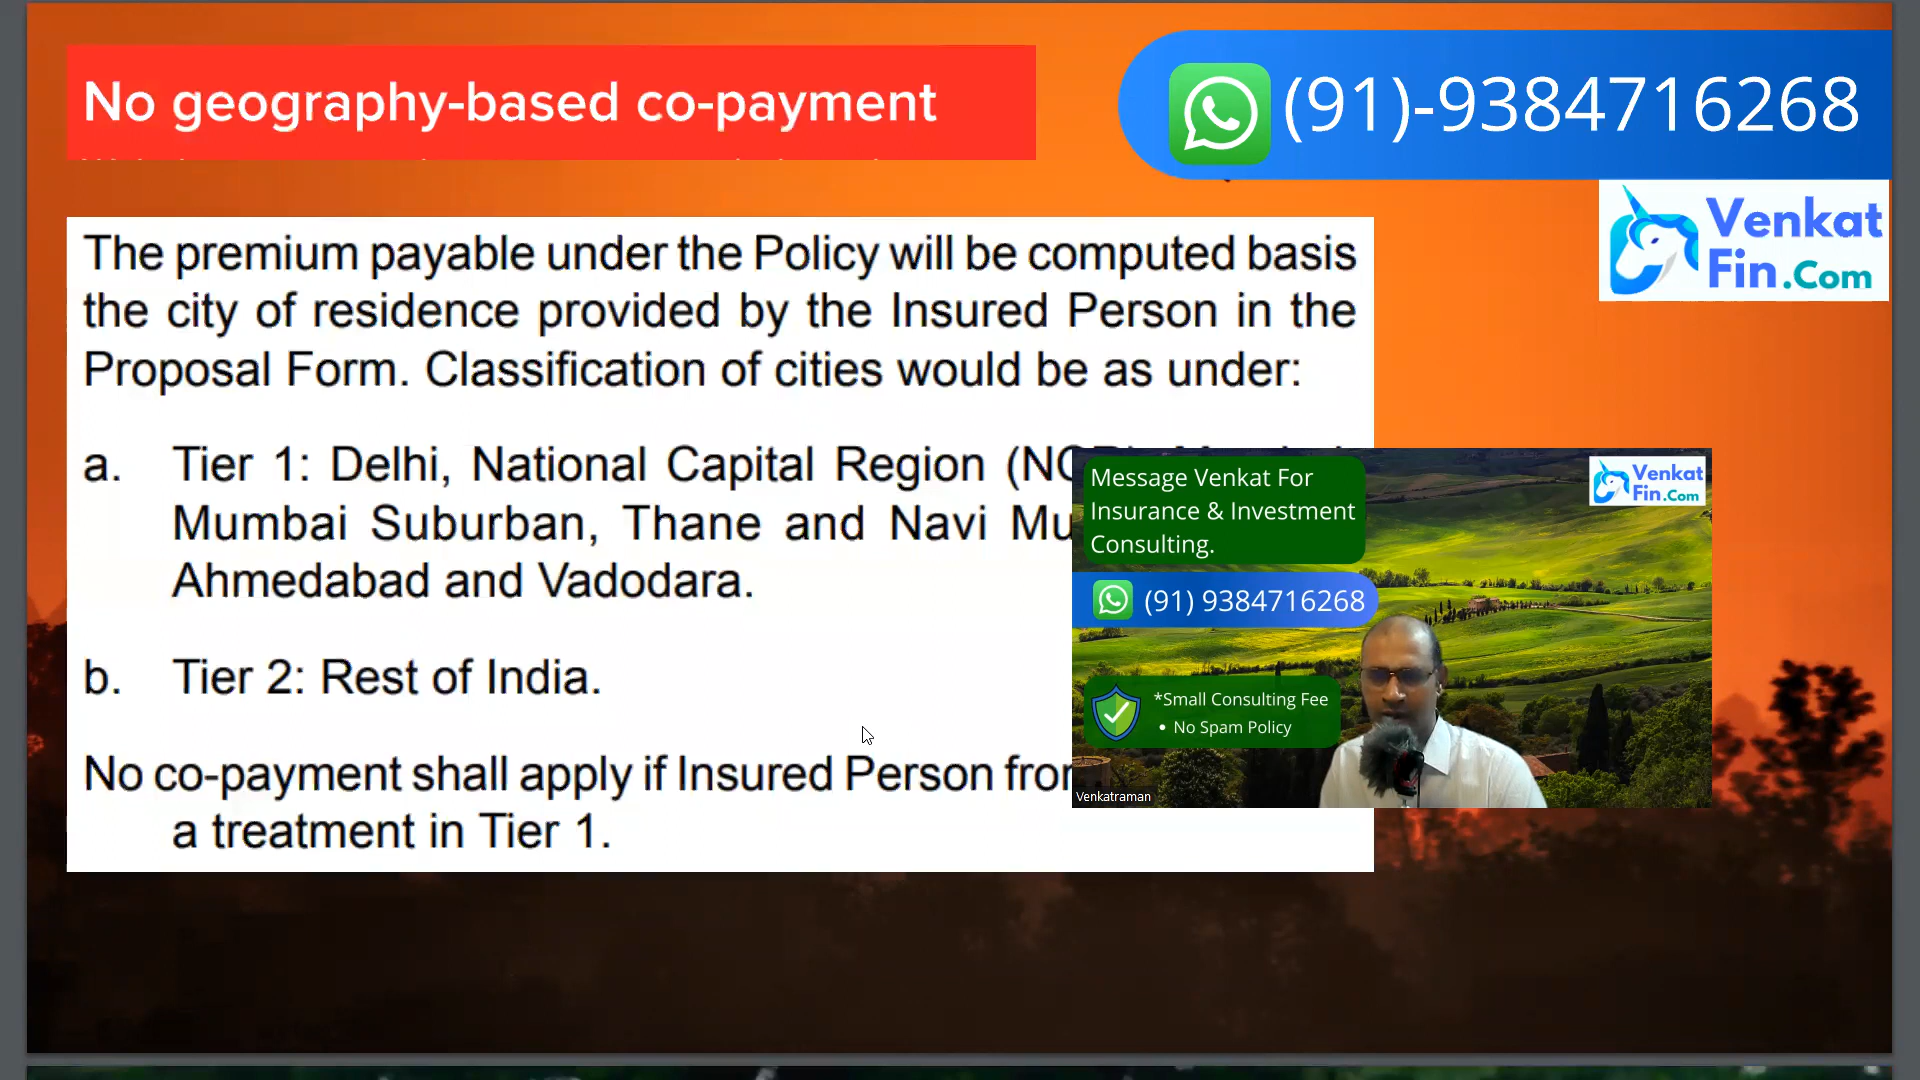 No geography-based co-payment
(91)-9384716268
Venkat
Fin.Com
The premium payable under the Policy will be computed basis
the city of residence provided by the Insured Person in the
Proposal Form. Classification of cities would be as under:
a. Tier 1: Delhi, National Capital Region
Mumbai Suburban, Thane and Navi
Ahmedabad and Vadodara.
b. Tier 2: Rest of India.
No co-payment shall apply if Insured Person
a treatment in Tier 1.
Message Venkat For
Insurance & Investment
Consulting.
(91) 9384716268
*Small Consulting Fee
• No Spam Policy
Venkat
Fin.Com
Venkatraman